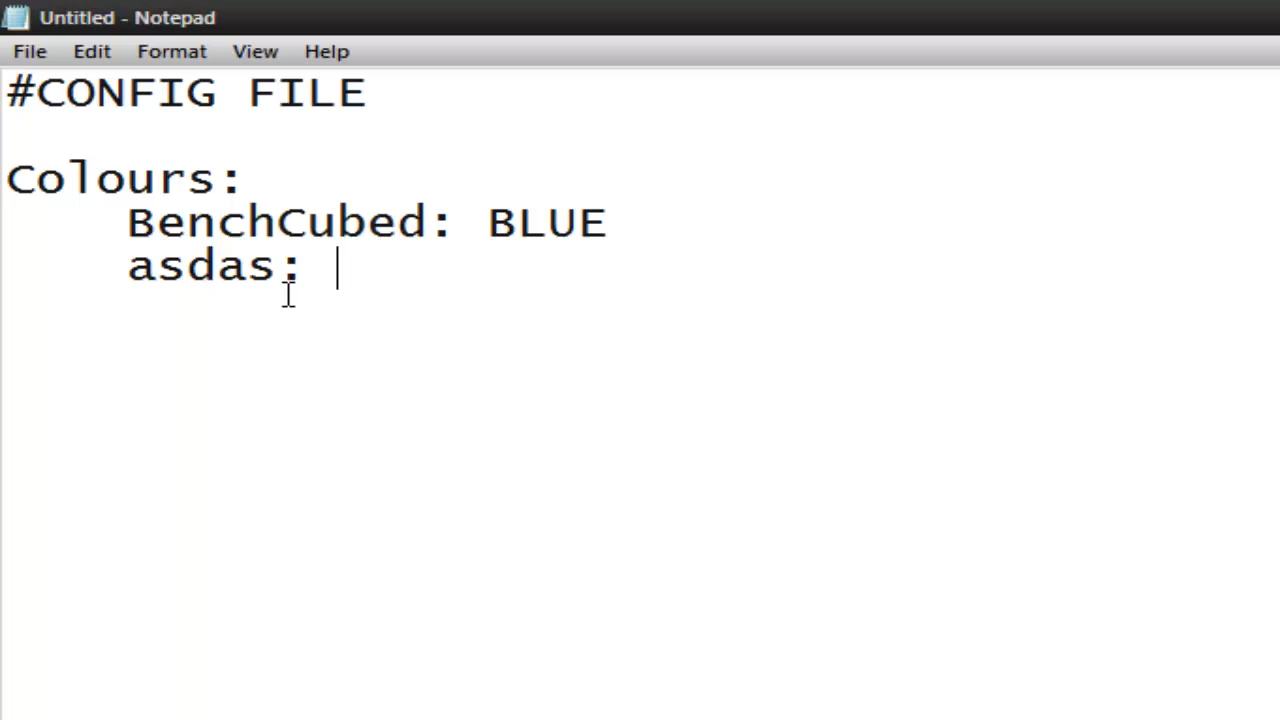 Untitled - Notepad
File Edit Format View Help
#CONFIG FILE
Colours:
BenchCubed: BLUE
asdas: